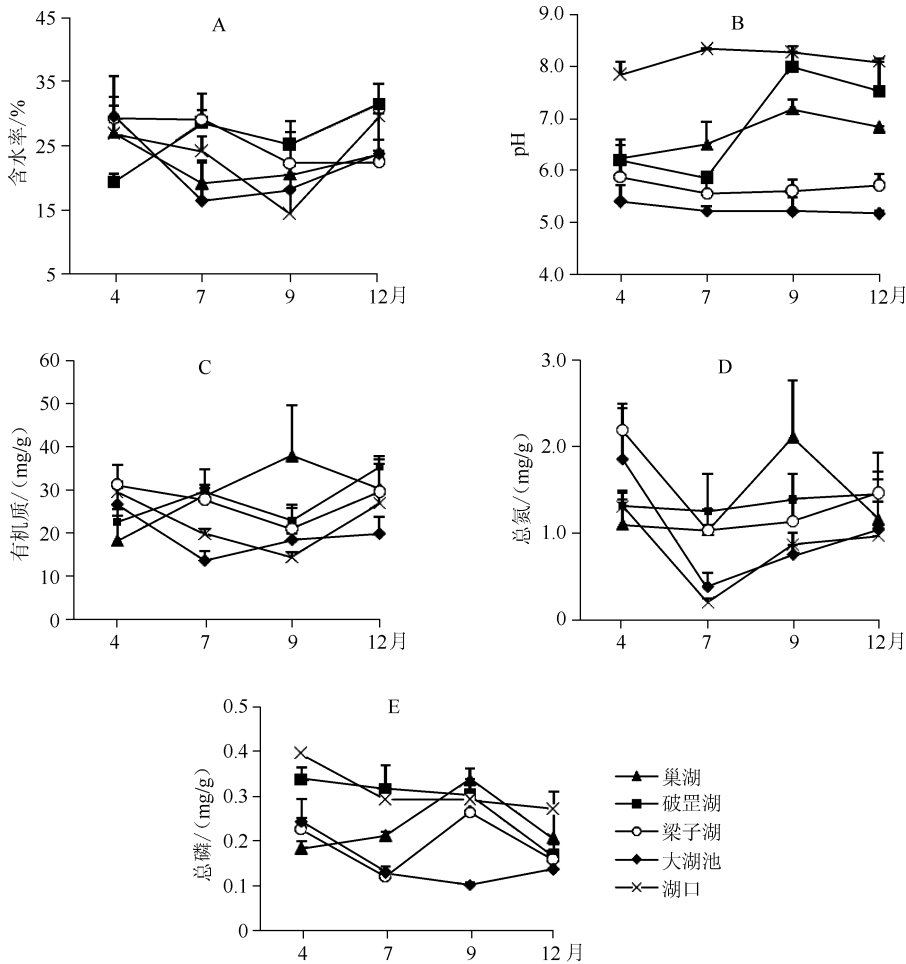 A
45
35
25
15
5
含水率/%
4
7
9
12月
B
9.0
8.0
7.0
6.0
5.0
4.0
pH
4
7
9
12月
C
60
50
40
30
20
10
0
有机质/(mg/g)
4
7
9
12月
D
3.0
2.0
1.0
0
总氮/(mg/g)
4
7
9
12月
E
0.5
0.4
0.3
0.2
0.1
0
总磷/(mg/g)
4
7
9
12月
巢湖
破罡湖
梁子湖
大湖池
湖口